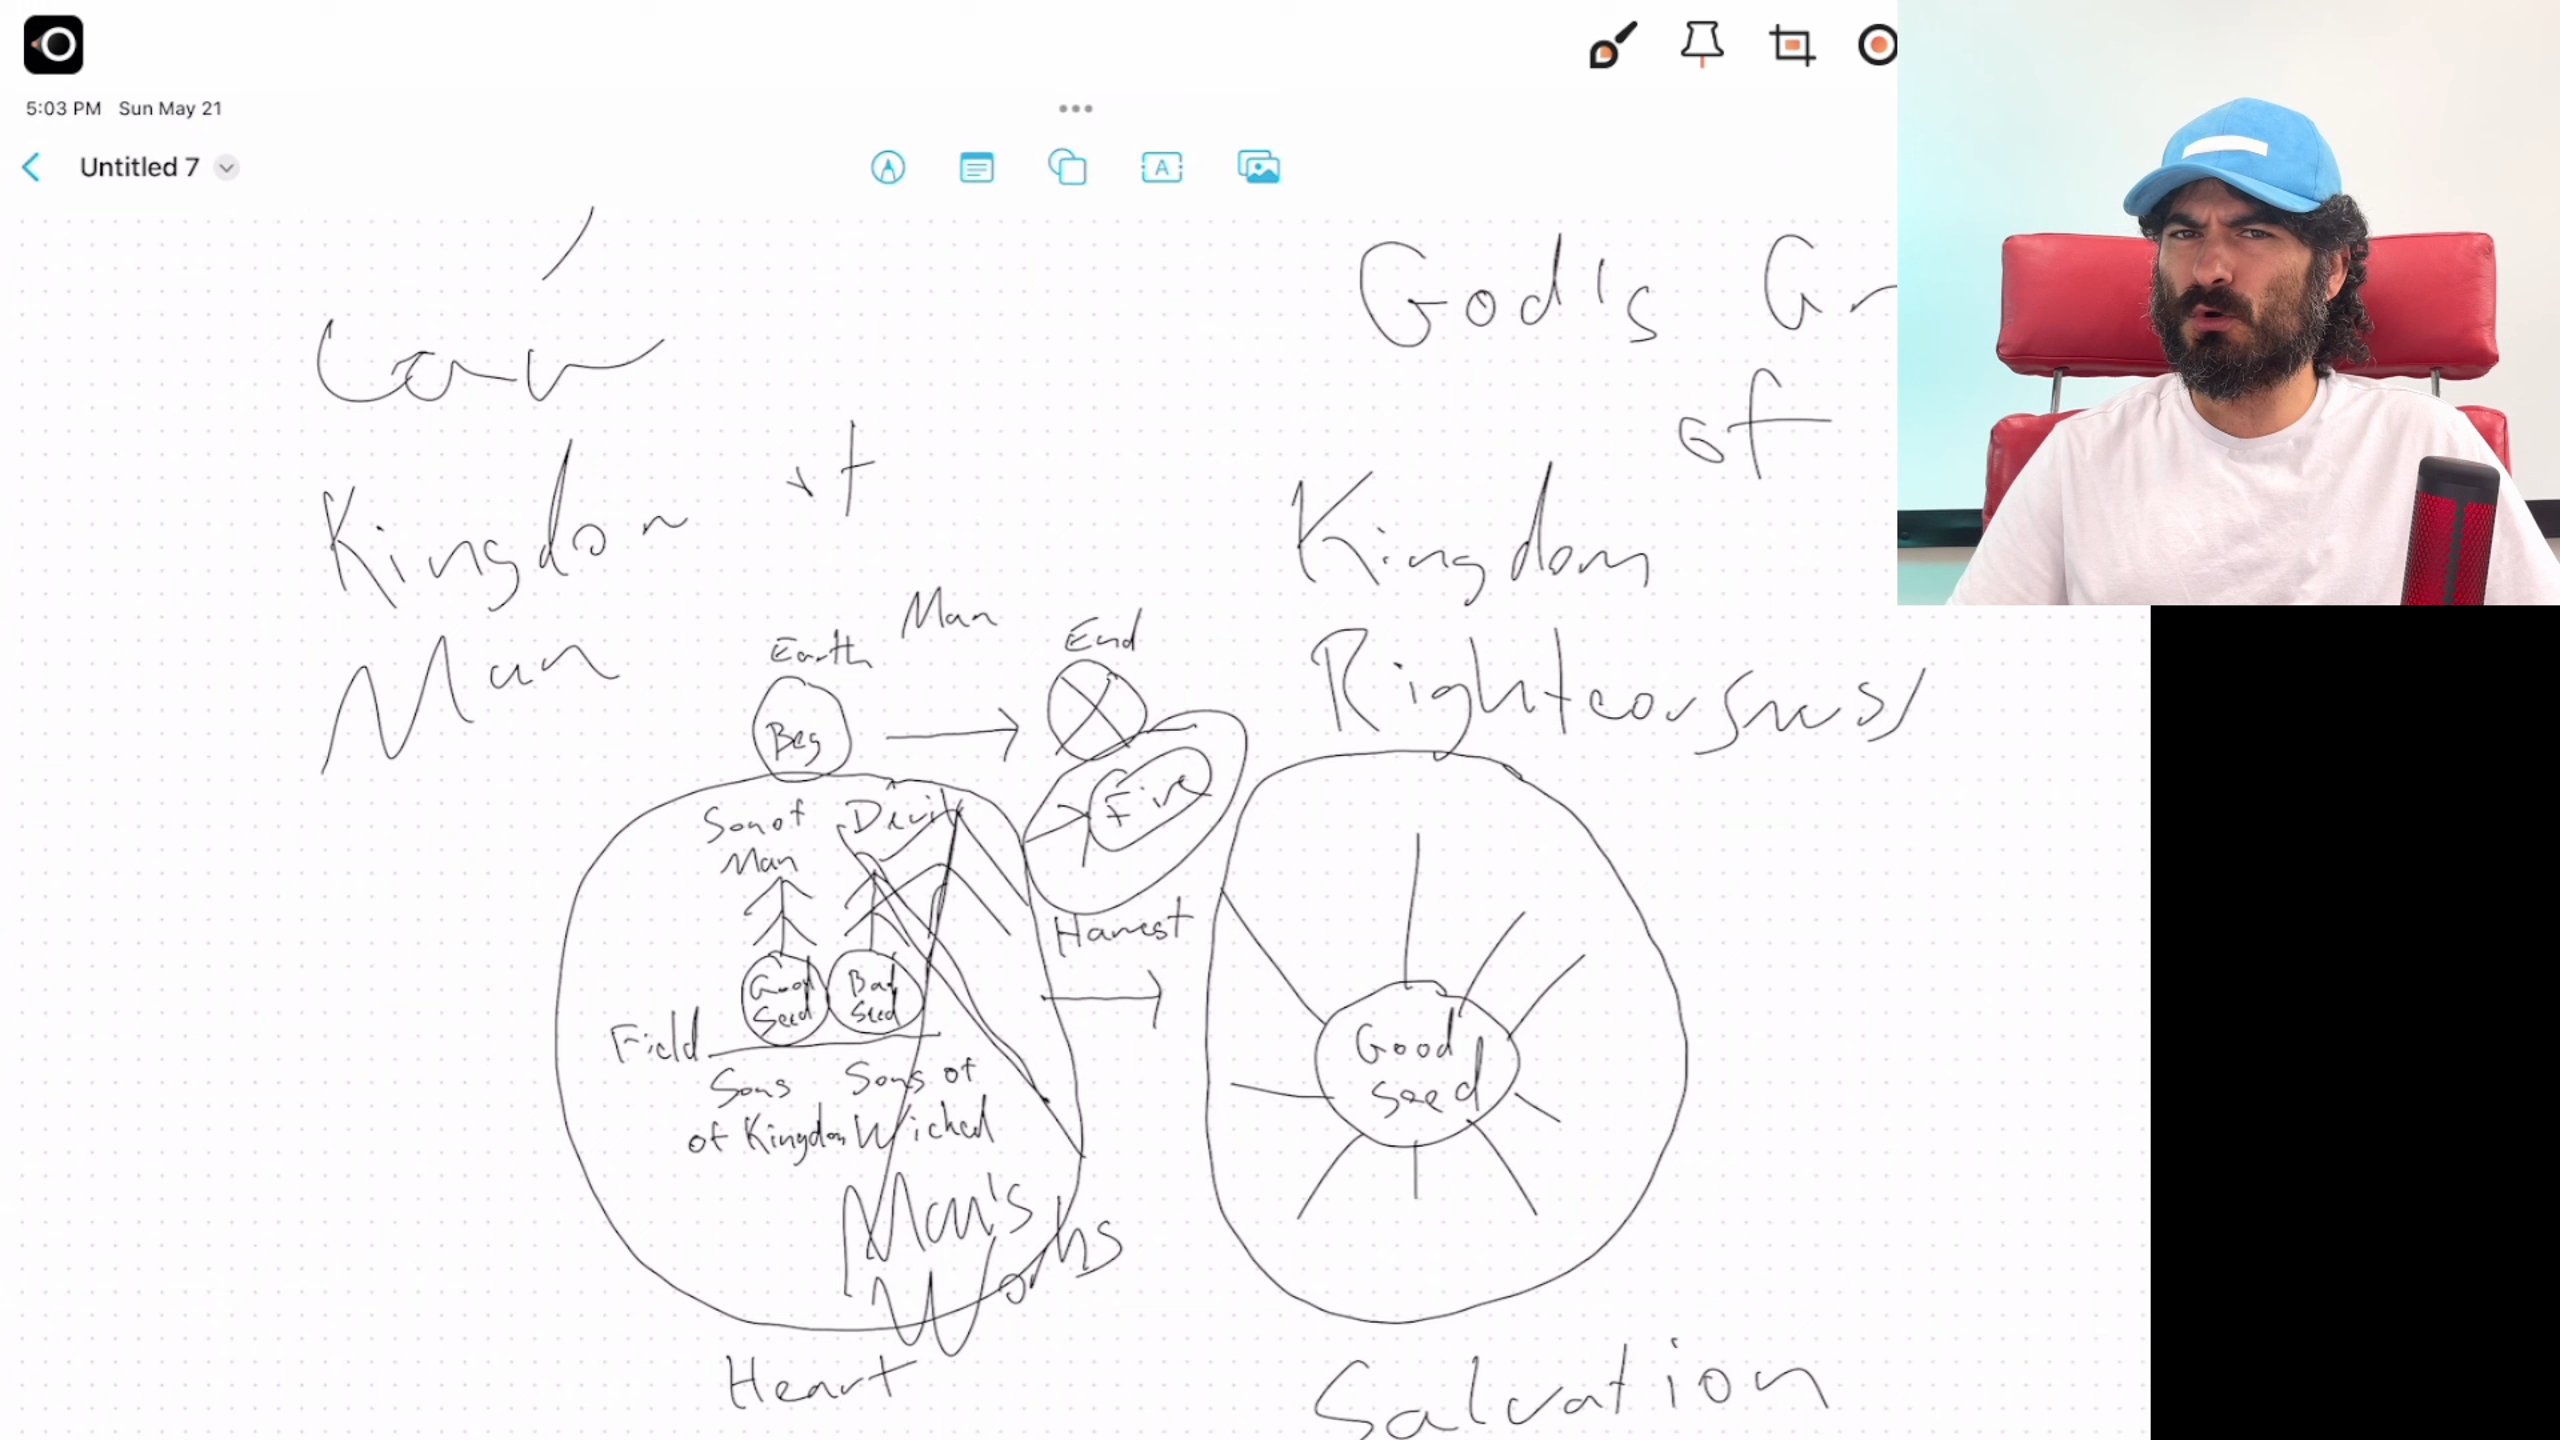 5:03 PM Sun May 21
Untitled 7
A
God's Gr
Law
of
Kingdom of
Kingdom
Man
Righteousness
Earth Man End
Beg
Fire
Son of Devil
Man
Harvest
Good Bad
Seed Seed
Field
Good
Seed
Sons Sons of
of Kingdom Wicked
Man's
Works
Heart
Salvation